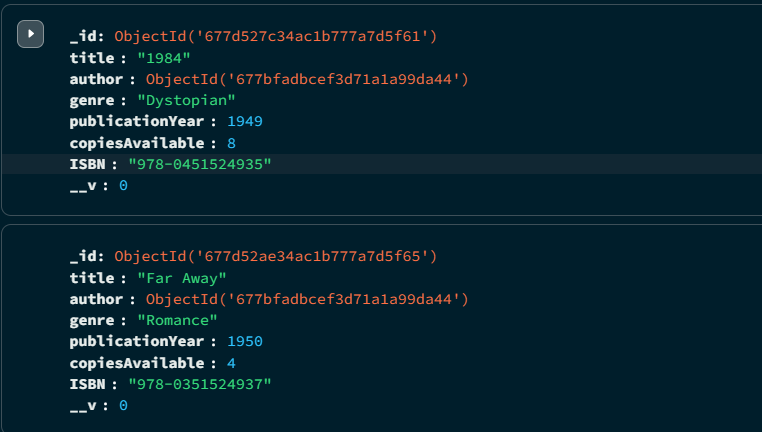 _id: ObjectId('677d527c34ac1b777a7d5f61')
title : "1984"
author : ObjectId('677bfadbcef3d71a1a99da44')
genre : "Dystopian"
publicationYear : 1949
copiesAvailable : 8
ISBN : "978-0451524935"
__v : 0
_id: ObjectId('677d52ae34ac1b777a7d5f65')
title : "Far Away"
author : ObjectId('677bfadbcef3d71a1a99da44')
genre : "Romance"
publicationYear : 1950
copiesAvailable : 4
ISBN : "978-0351524937"
__v : 0